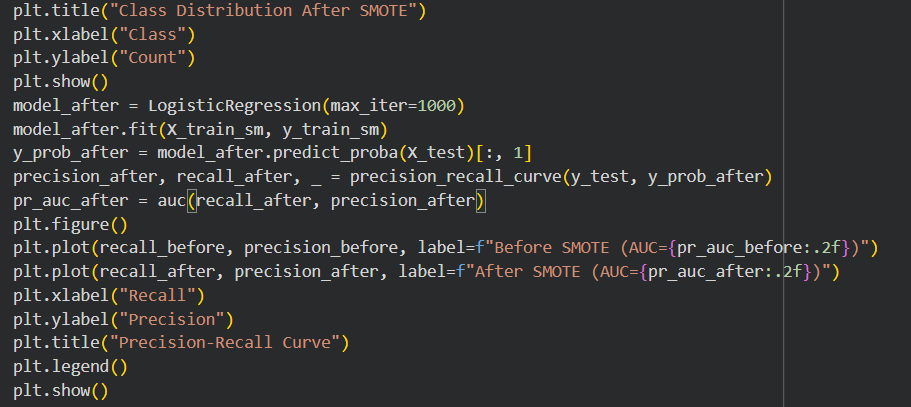 plt.title("Class Distribution After SMOTE")
plt.xlabel("Class")
plt.ylabel("Count")
plt.show()
model_after = LogisticRegression(max_iter=1000)
model_after.fit(X_train_sm, y_train_sm)
y_prob_after = model_after.predict_proba(X_test)[:, 1]
precision_after, recall_after, _ = precision_recall_curve(y_test, y_prob_after)
pr_auc_after = auc(recall_after, precision_after)
plt.figure()
plt.plot(recall_before, precision_before, label=f"Before SMOTE (AUC={pr_auc_before:.2f})")
plt.plot(recall_after, precision_after, label=f"After SMOTE (AUC={pr_auc_after:.2f})")
plt.xlabel("Recall")
plt.ylabel("Precision")
plt.title("Precision-Recall Curve")
plt.legend()
plt.show()